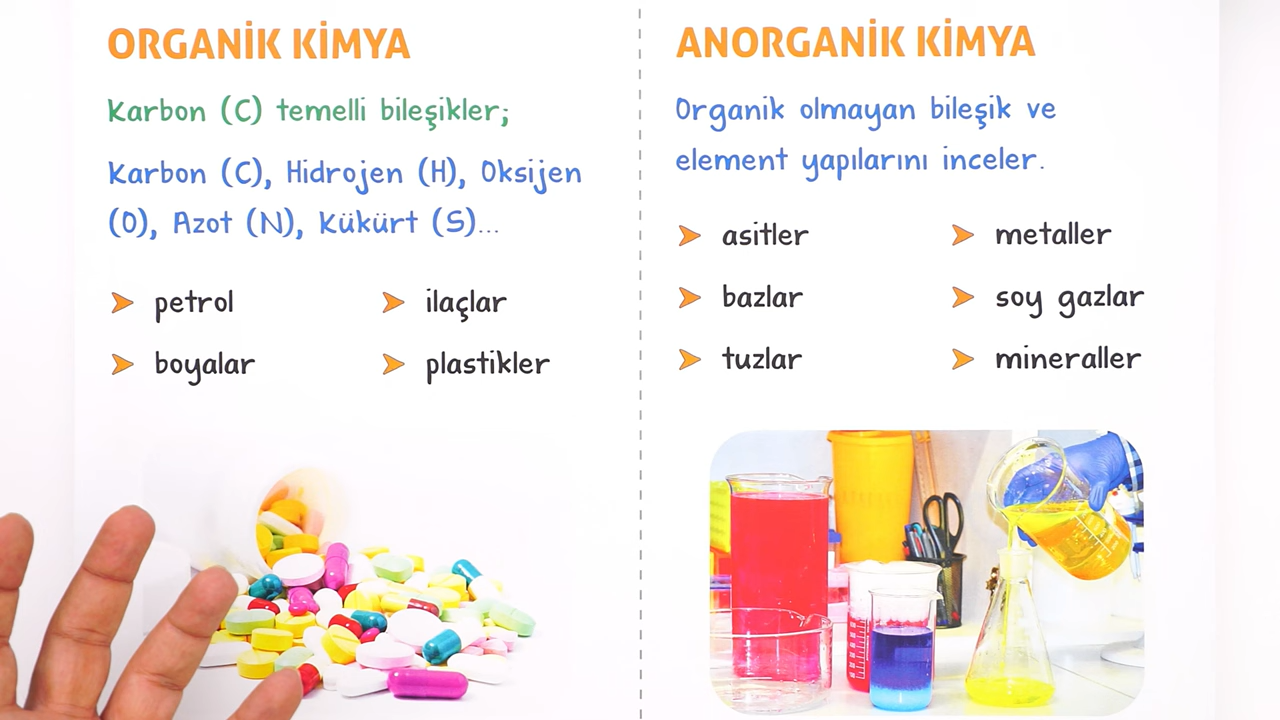 ORGANİK KİMYA
Karbon (C) temelli bileşikler;
Karbon (C), Hidrojen (H), Oksijen
(O), Azot (N), Kükürt (S)...
petrol
ilaçlar
boyalar
plastikler
ANORGANİK KİMYA
Organik olmayan bileşik ve
element yapılarını inceler.
asitler
metaller
bazlar
soy gazlar
tuzlar
mineraller